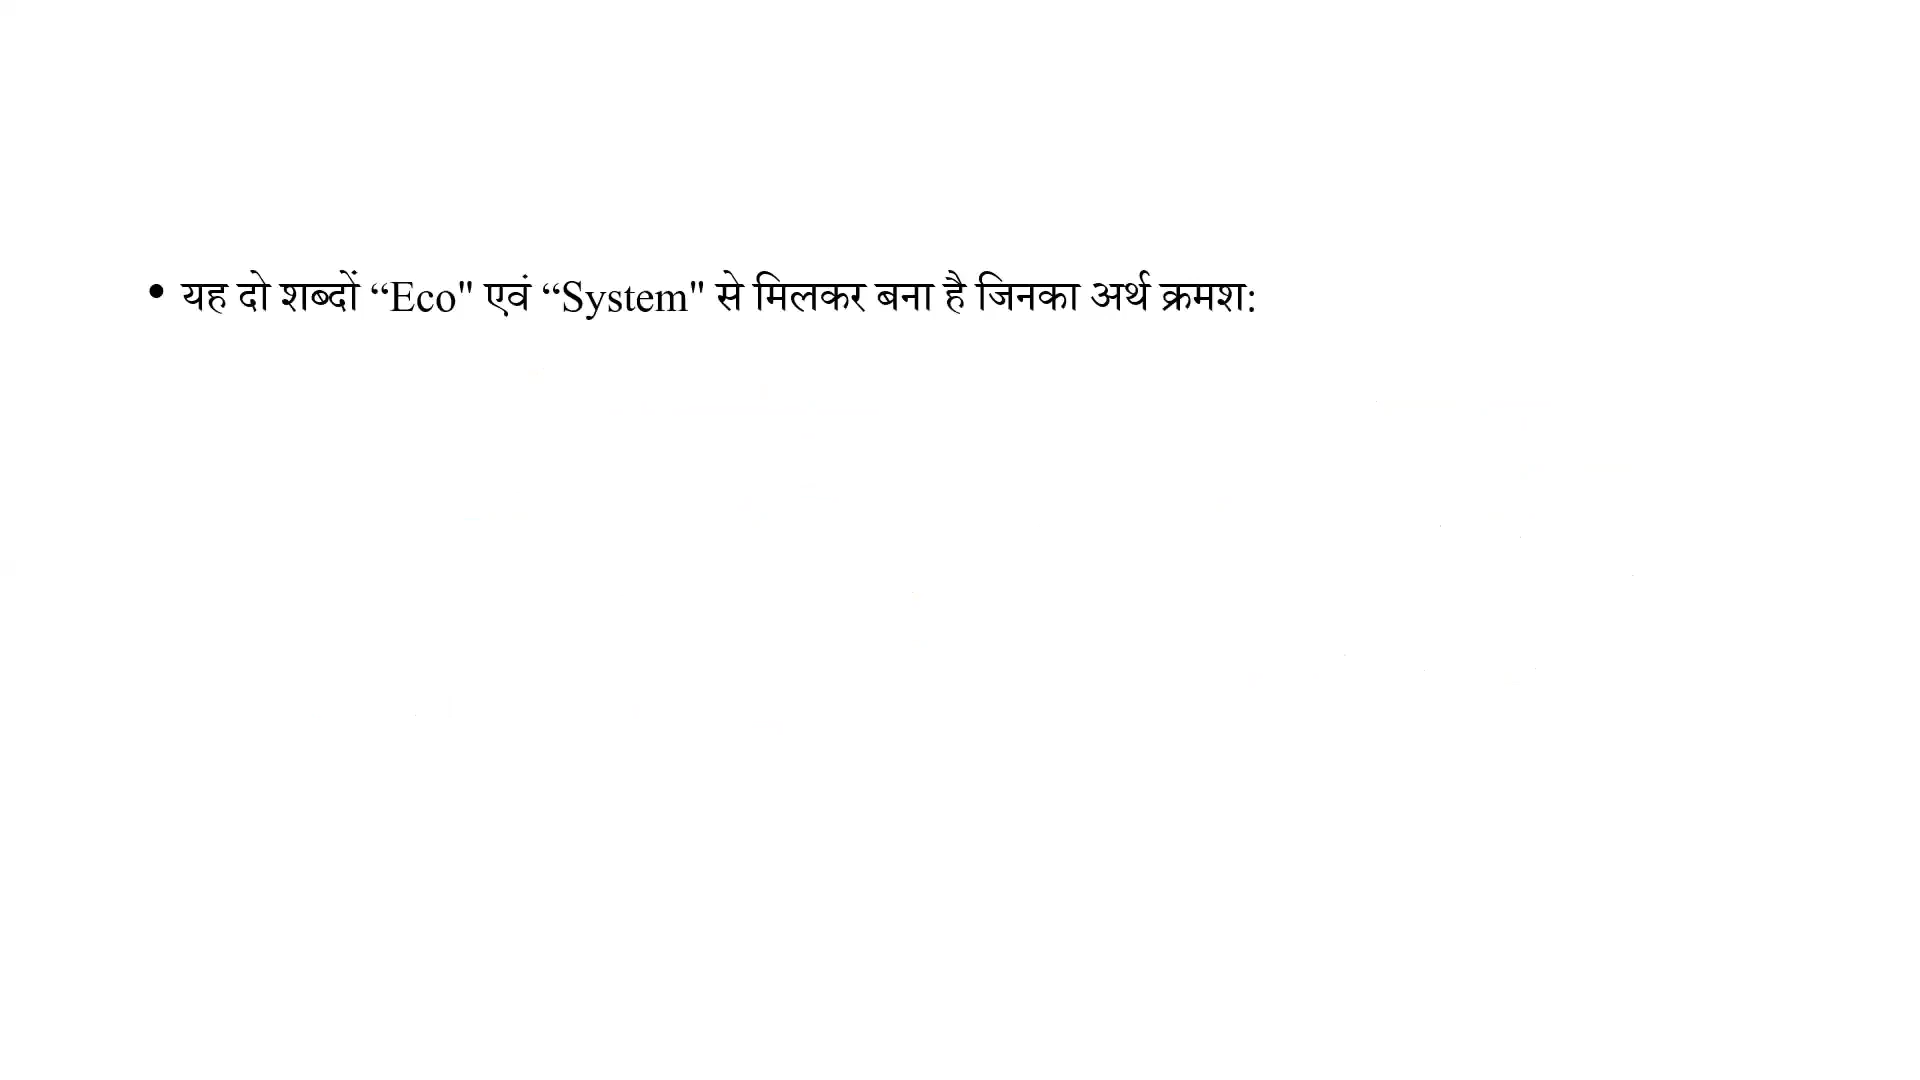 • यह दो शब्दों “Eco" एवं “System" से मिलकर बना है जिनका अर्थ क्रमश: